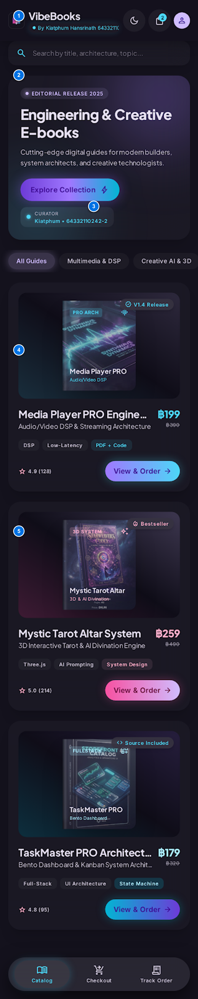 1
VibeBooks
By Kiatphum Hansrinath 6433211
2
Search by title, architecture, topic...
2
EDITORIAL RELEASE 2025
Engineering & Creative
E-books
Cutting-edge digital guides for modern builders,
system architects, and creative technologists.
Explore Collection
3
CURATOR
Kiatphum • 64332110242-2
All Guides
Multimedia & DSP
Creative AI & 3D
V1.4 Release
PRO ARCH
SYNTHWAVE
DYNAMICS
SYNTHWAVE
DYNAMICS
4
Media Player PRO
Audio/Video DSP
Media Player PRO Engine...
฿199
Audio/Video DSP & Streaming Architecture
฿390
DSP
Low-Latency
PDF + Code
4.9 (128)
View & Order
Bestseller
5
3D SYSTEM
STARWEAVER'S
CODEX
Mystic Tarot Altar
3D & AI Divination
Price: $16.99
Mystic Tarot Altar System
฿259
3D Interactive Tarot & AI Divination Engine
฿490
Three.js
AI Prompting
System Design
5.0 (214)
View & Order
Source Included
FULLSTACK
STOREFRONT &
CATALOG
TaskMaster PRO
Bento Dashboard
TaskMaster PRO Architect...
฿179
Bento Dashboard & Kanban System Archit...
฿320
Full-Stack
UI Architecture
State Machine
4.8 (95)
View & Order
Catalog
Checkout
Track Order